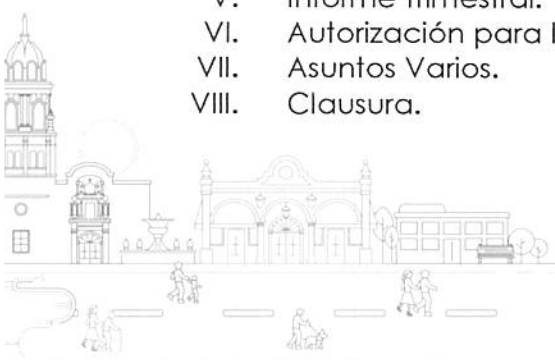 V. Informe Trimestral.
VI. Autorización para
VII. Asuntos Varios.
VIII. Clausura.